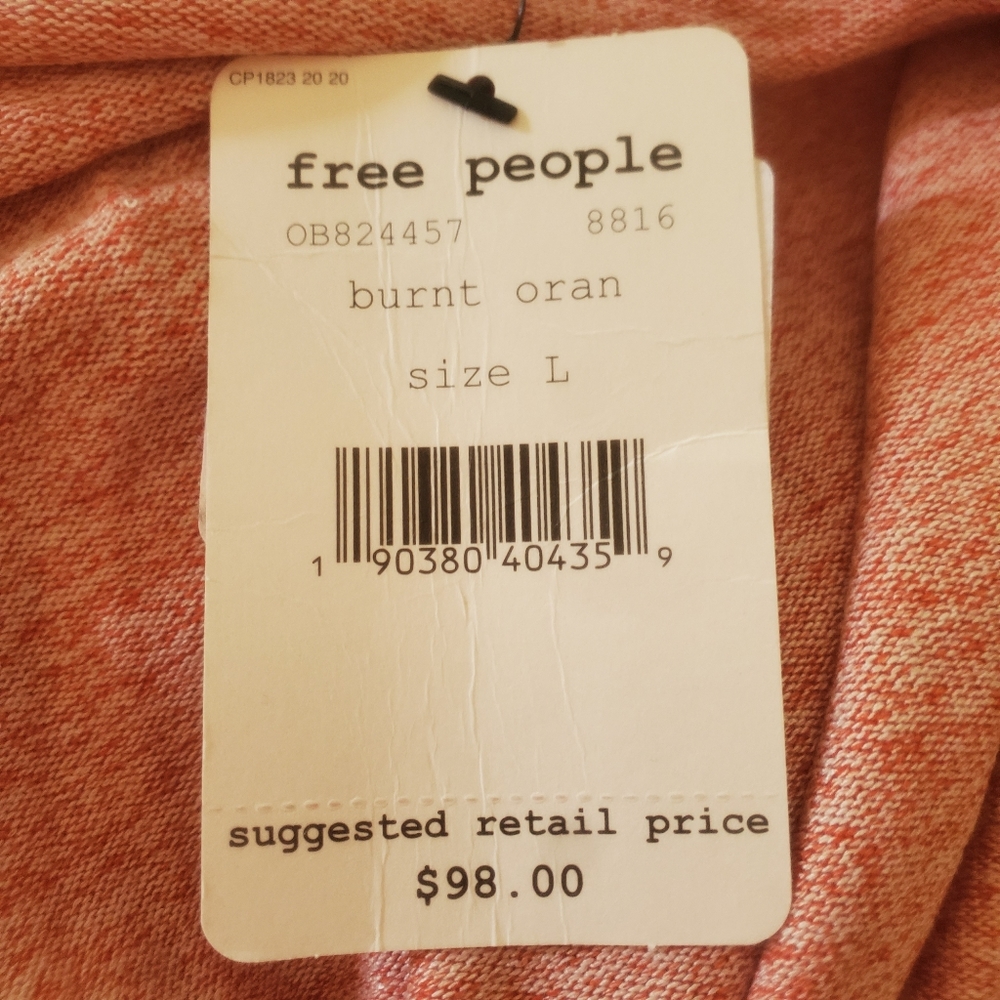 CP1823 20 20
free people
OB824457 8816
burnt oran
size L
1 90380 40435 9
suggested retail price
$98.00